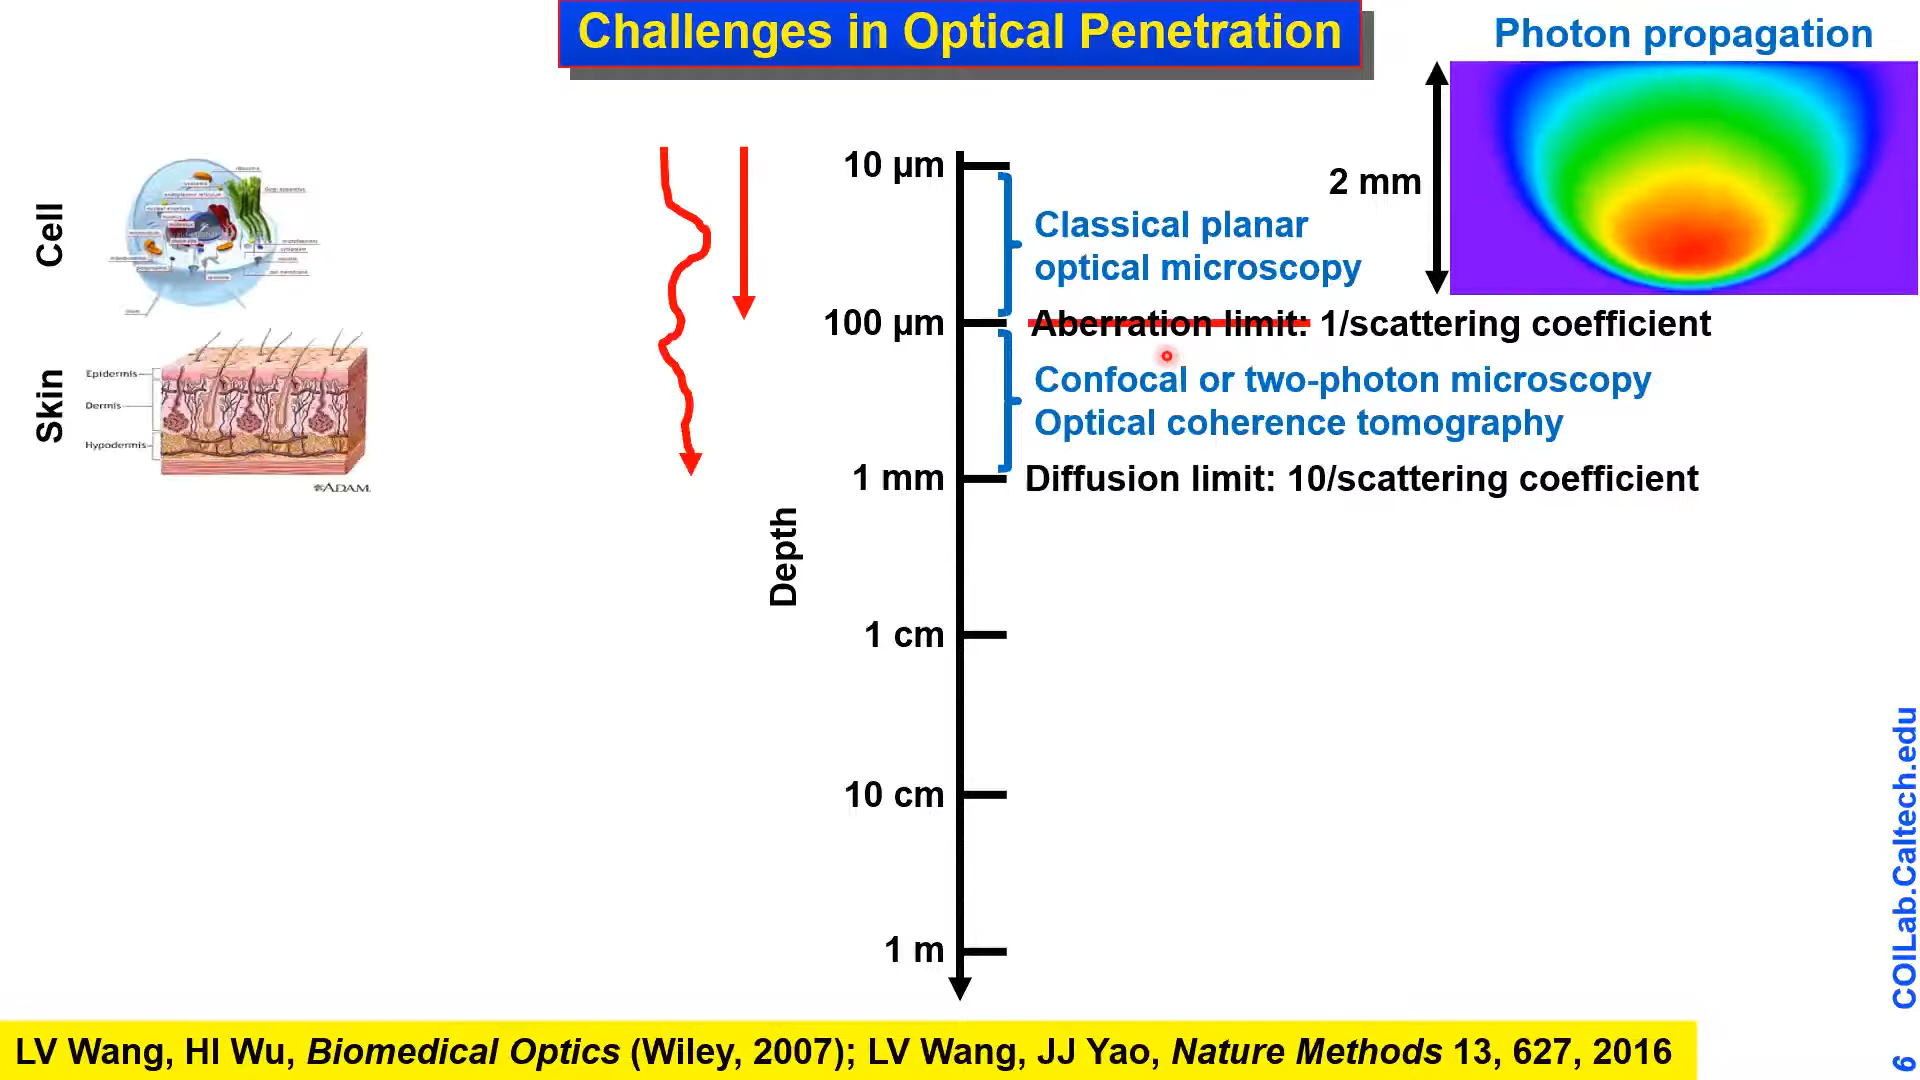 Challenges in Optical Penetration
Photon propagation
2 mm
Cell
Skin
Epidermis
Dermis
Hypodermis
ADAM.
Depth
10 µm
Classical planar
optical microscopy
100 µm
Aberration limit: 1/scattering coefficient
Confocal or two-photon microscopy
Optical coherence tomography
1 mm
Diffusion limit: 10/scattering coefficient
1 cm
10 cm
1 m
COILab.Caltech.edu
6
LV Wang, HI Wu, Biomedical Optics (Wiley, 2007); LV Wang, JJ Yao, Nature Methods 13, 627, 2016